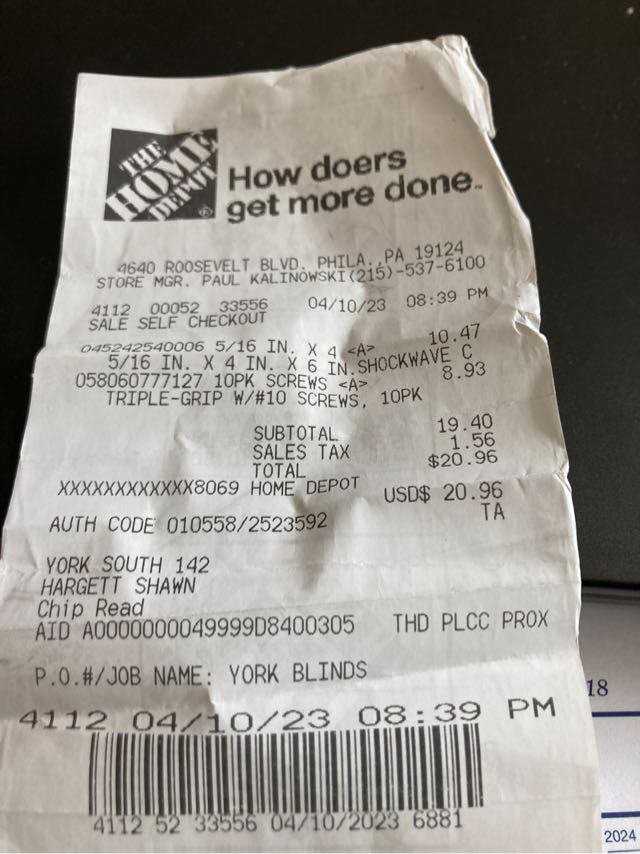 THE
HOME
DEPOT®
How doers
get more done™
4640 ROOSEVELT BLVD. PHILA., PA 19124
STORE MGR. PAUL KALINOWSKI(215)-537-6100
4112 00052 33556 04/10/23 08:39 PM
SALE SELF CHECKOUT
045242540006 5/16 IN. X 4 <A> 10.47
5/16 IN. X 4 IN. X 6 IN.SHOCKWAVE C
058060777127 10PK SCREWS <A> 8.93
TRIPLE-GRIP W/#10 SCREWS, 10PK
SUBTOTAL 19.40
SALES TAX 1.56
TOTAL $20.96
XXXXXXXXXXXX8069 HOME DEPOT
USD$ 20.96
AUTH CODE 010558/2523592 TA
YORK SOUTH 142
HARGETT SHAWN
Chip Read
AID A0000000049999D8400305 THD PLCC PROX
P.O.#/JOB NAME: YORK BLINDS
4112 04/10/23 08:39 PM
4112 52 33556 04/10/2023 6881
18
2024